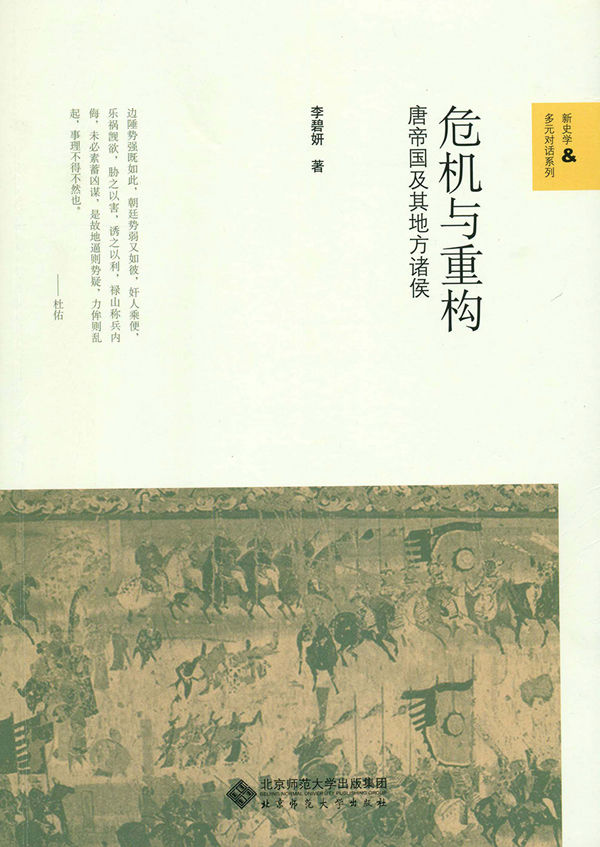 新史学
&
多元对话系列
危机与重构
唐帝国及其地方诸侯
李碧妍 著
边陲势强既如此，朝廷势弱又如彼，奸人乘便，
乐祸觊欲，胁之以害，诱之以利，禄山称兵内
侮，未必素蓄凶谋，是故地逼则势疑，力侔则乱
起，事理不得不然也。
——杜佑
北京师范大学出版集团
BEIJING NORMAL UNIVERSITY PUBLISHING GROUP
北京师范大学出版社